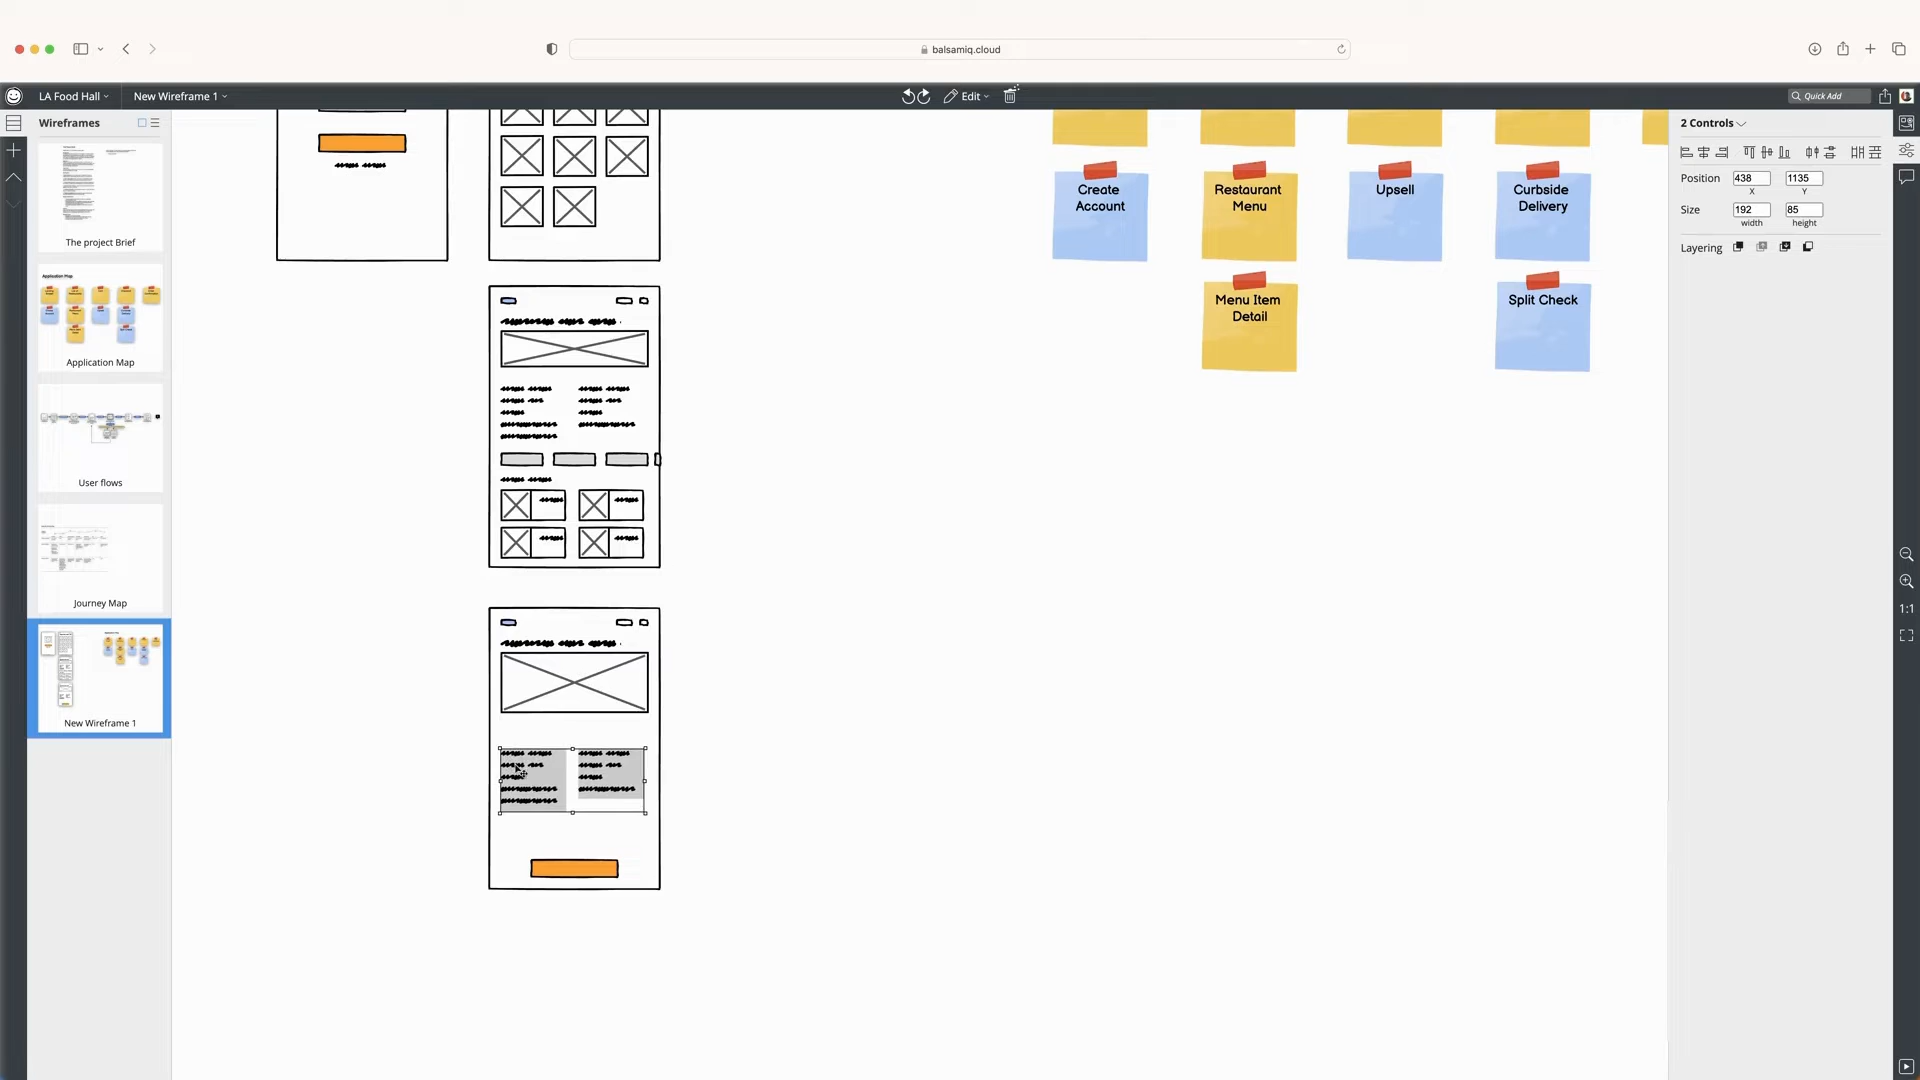 balsamiq.cloud
LA Food Hall
New Wireframe 1
Edit
Quick Add
Wireframes
The project Brief
Application Map
Application Map
User flows
Journey Map
New Wireframe 1
Create
Account
Restaurant
Menu
Upsell
Curbside
Delivery
Menu Item
Detail
Split Check
2 Controls
Position
438
1135
X
Y
Size
192
85
width
height
Layering
1:1